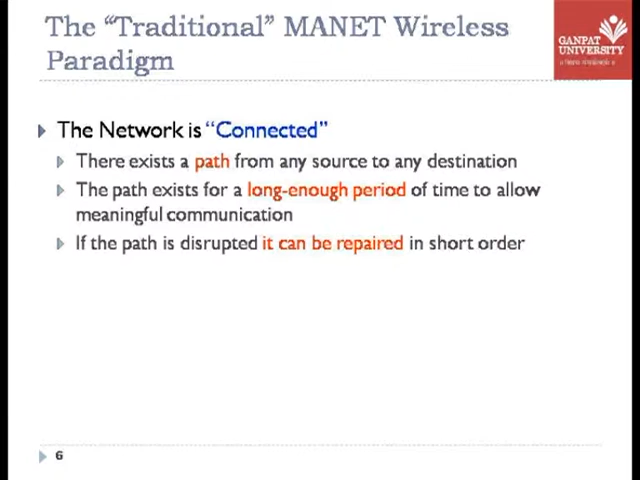 The “Traditional” MANET Wireless
Paradigm
GANPAT
UNIVERSITY
The Network is “Connected”
There exists a path from any source to any destination
The path exists for a long-enough period of time to allow
meaningful communication
If the path is disrupted it can be repaired in short order
6